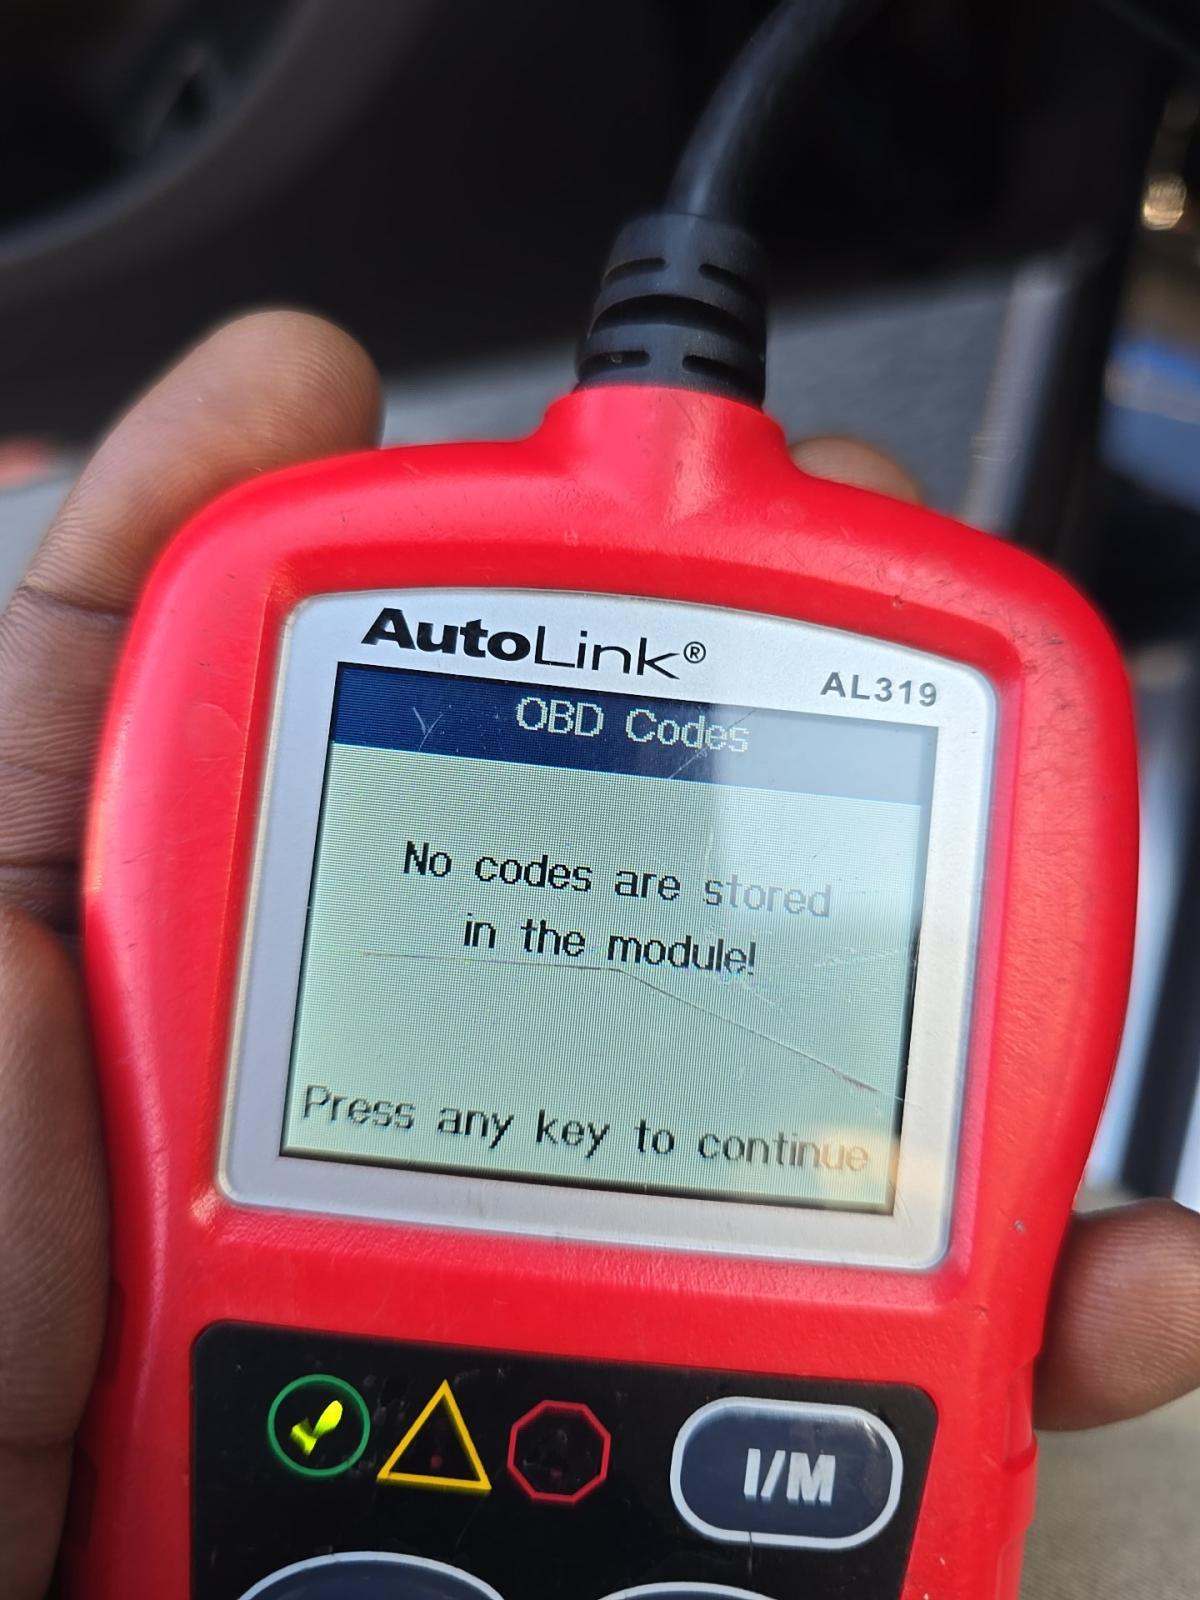 AutoLink®
AL319
OBD Codes
No codes are stored
in the module!
Press any key to continue
I/M